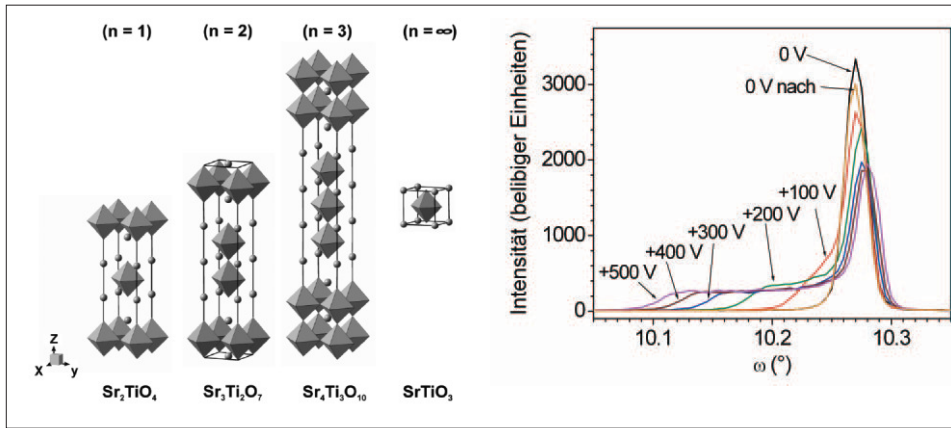 (n = 1)
(n = 2)
(n = 3)
(n = ∞)
Z
X
y
Sr₂TiO₄
Sr₃Ti₂O₇
Sr₄Ti₃O₁₀
SrTiO₃
Intensität (belibiger Einheiten)
3000
2000
1000
0
0 V
0 V nach
+100 V
+200 V
+300 V
+400 V
+500 V
10.1
10.2
10.3
ω (°)